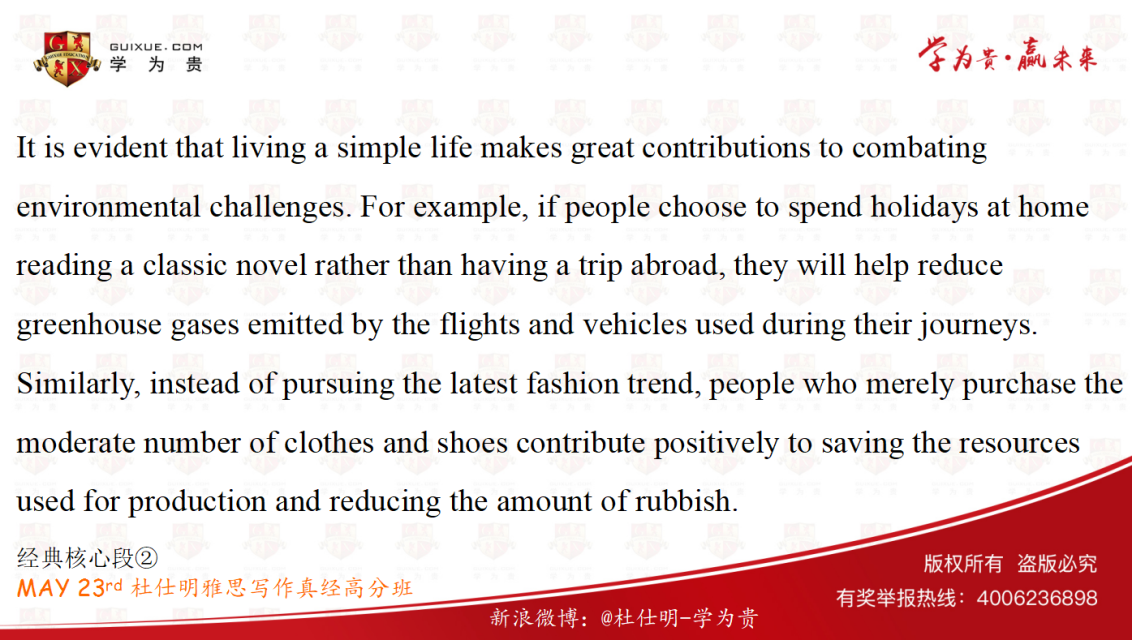 GUIXUE.COM
学为贵
学为贵·赢未来
It is evident that living a simple life makes great contributions to combating
environmental challenges. For example, if people choose to spend holidays at home
reading a classic novel rather than having a trip abroad, they will help reduce
greenhouse gases emitted by the flights and vehicles used during their journeys.
Similarly, instead of pursuing the latest fashion trend, people who merely purchase the
moderate number of clothes and shoes contribute positively to saving the resources
used for production and reducing the amount of rubbish.
经典核心段②
MAY 23rd 杜仕明雅思写作真经高分班
版权所有 盗版必究
有奖举报热线：4006236898
新浪微博：@杜仕明-学为贵